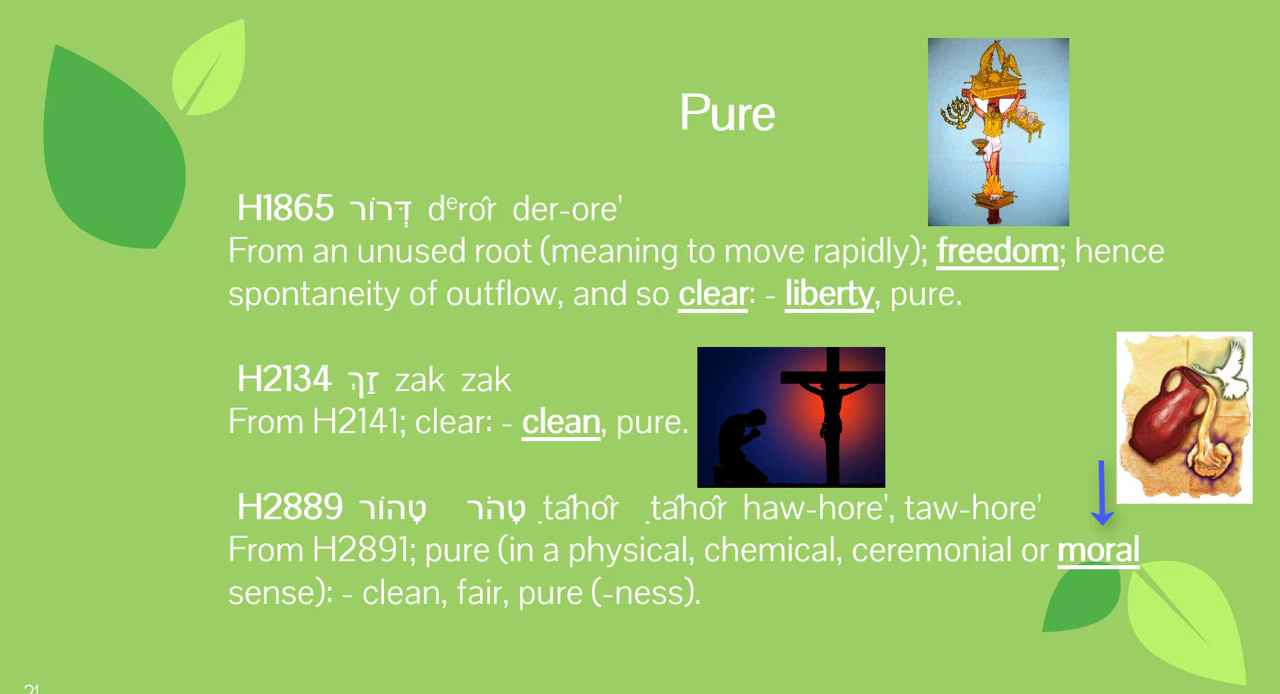 Pure
H1865 דְּרוֹר dᵉrôr der-ore'
From an unused root (meaning to move rapidly); freedom; hence
spontaneity of outflow, and so clear: - liberty, pure.
H2134 זַךְ zak zak
From H2141; clear: - clean, pure.
H2889 טָהוֹר טָהֹר ṭâhôr ṭâhôr haw-hore', taw-hore'
From H2891; pure (in a physical, chemical, ceremonial or moral
sense): - clean, fair, pure (-ness).
21